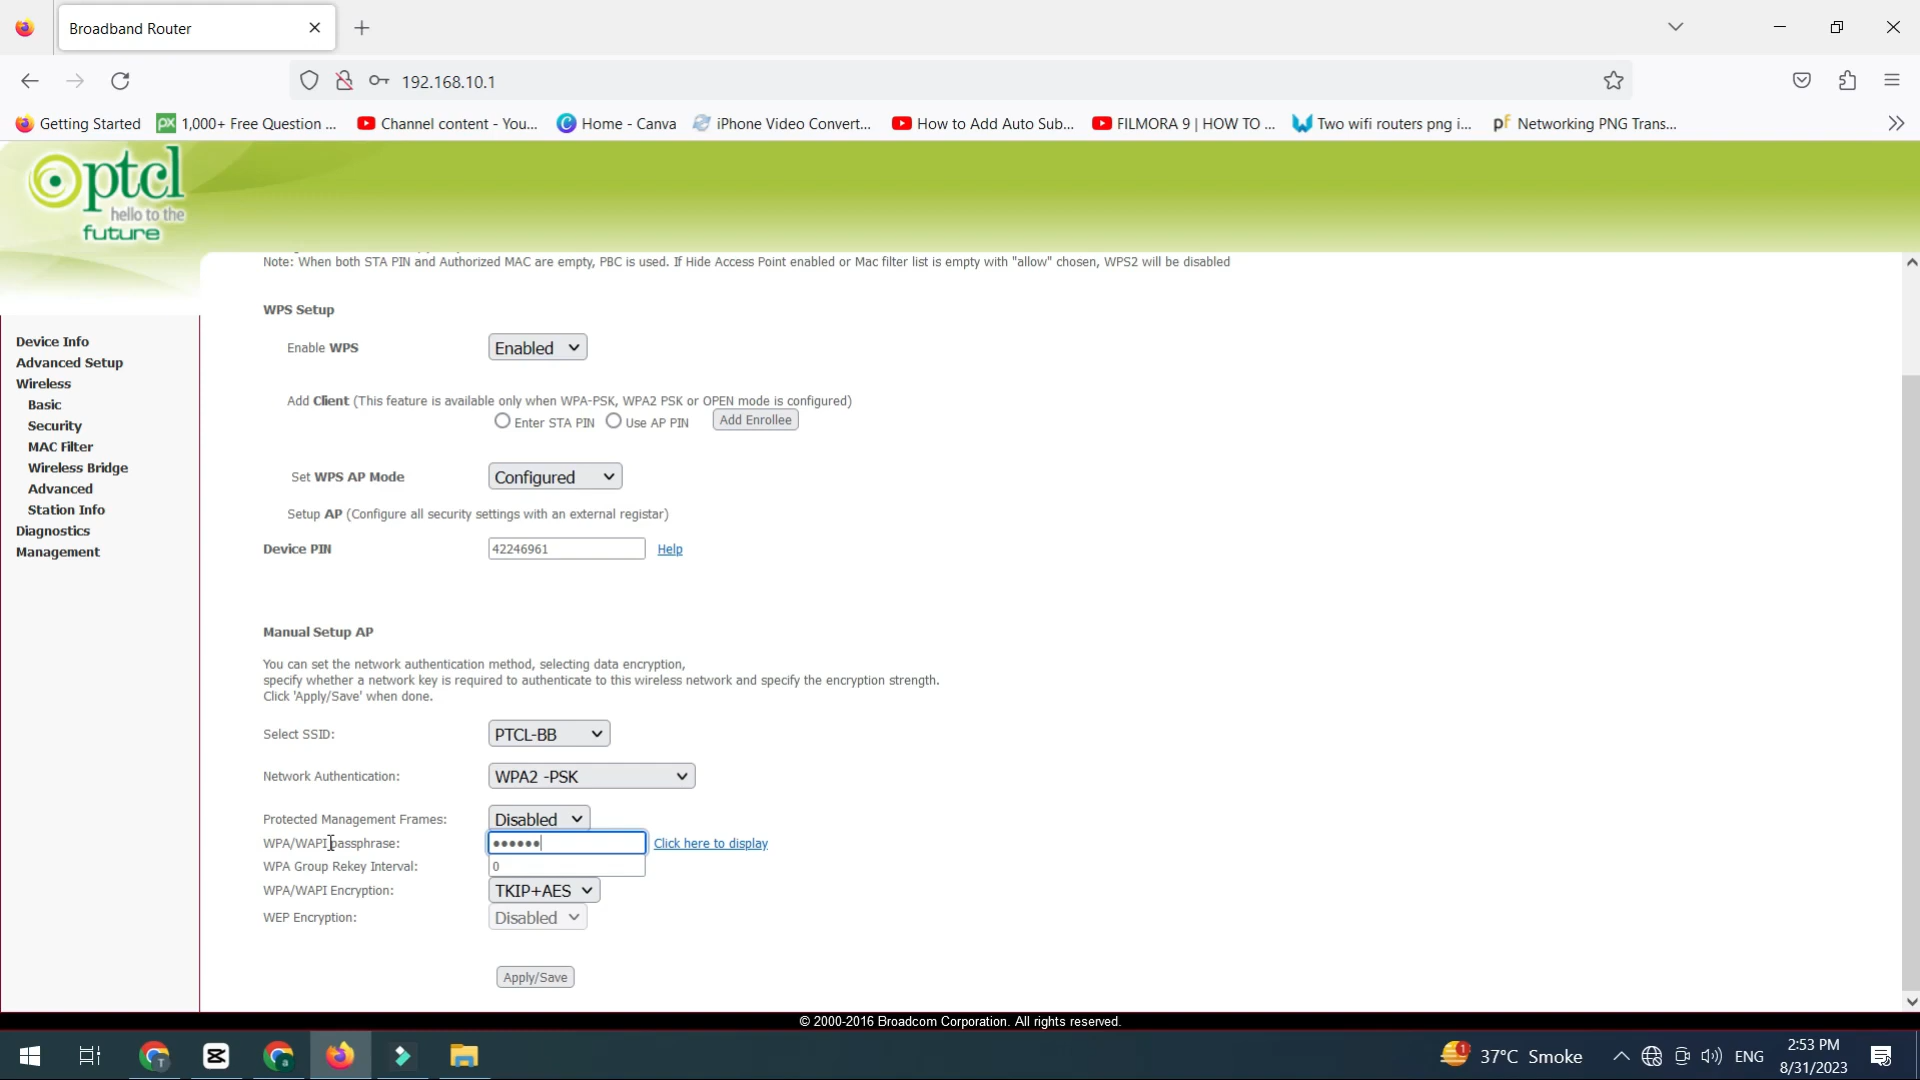 Broadband Router
192.168.10.1
Getting Started
1,000+ Free Question ...
Channel content - You...
Home - Canva
iPhone Video Convert...
How to Add Auto Sub...
FILMORA 9 | HOW TO ...
Two wifi routers png i...
Networking PNG Trans...
ptcl
hello to the
future
Note: When both STA PIN and Authorized MAC are empty, PBC is used. If Hide Access Point enabled or Mac filter list is empty with "allow" chosen, WPS2 will be disabled
Device Info
Advanced Setup
Wireless
Basic
Security
MAC Filter
Wireless Bridge
Advanced
Station Info
Diagnostics
Management
WPS Setup
Enable WPS Enabled
Add Client (This feature is available only when WPA-PSK, WPA2 PSK or OPEN mode is configured)
Enter STA PIN Use AP PIN Add Enrollee
Set WPS AP Mode Configured
Setup AP (Configure all security settings with an external registar)
Device PIN 42246961 Help
Manual Setup AP
You can set the network authentication method, selecting data encryption,
specify whether a network key is required to authenticate to this wireless network and specify the encryption strength.
Click 'Apply/Save' when done.
Select SSID: PTCL-BB
Network Authentication: WPA2 -PSK
Protected Management Frames: Disabled
WPA/WAPI passphrase: •••••• Click here to display
WPA Group Rekey Interval: 0
WPA/WAPI Encryption: TKIP+AES
WEP Encryption: Disabled
Apply/Save
© 2000-2016 Broadcom Corporation. All rights reserved.
37°C Smoke
ENG
2:53 PM
8/31/2023